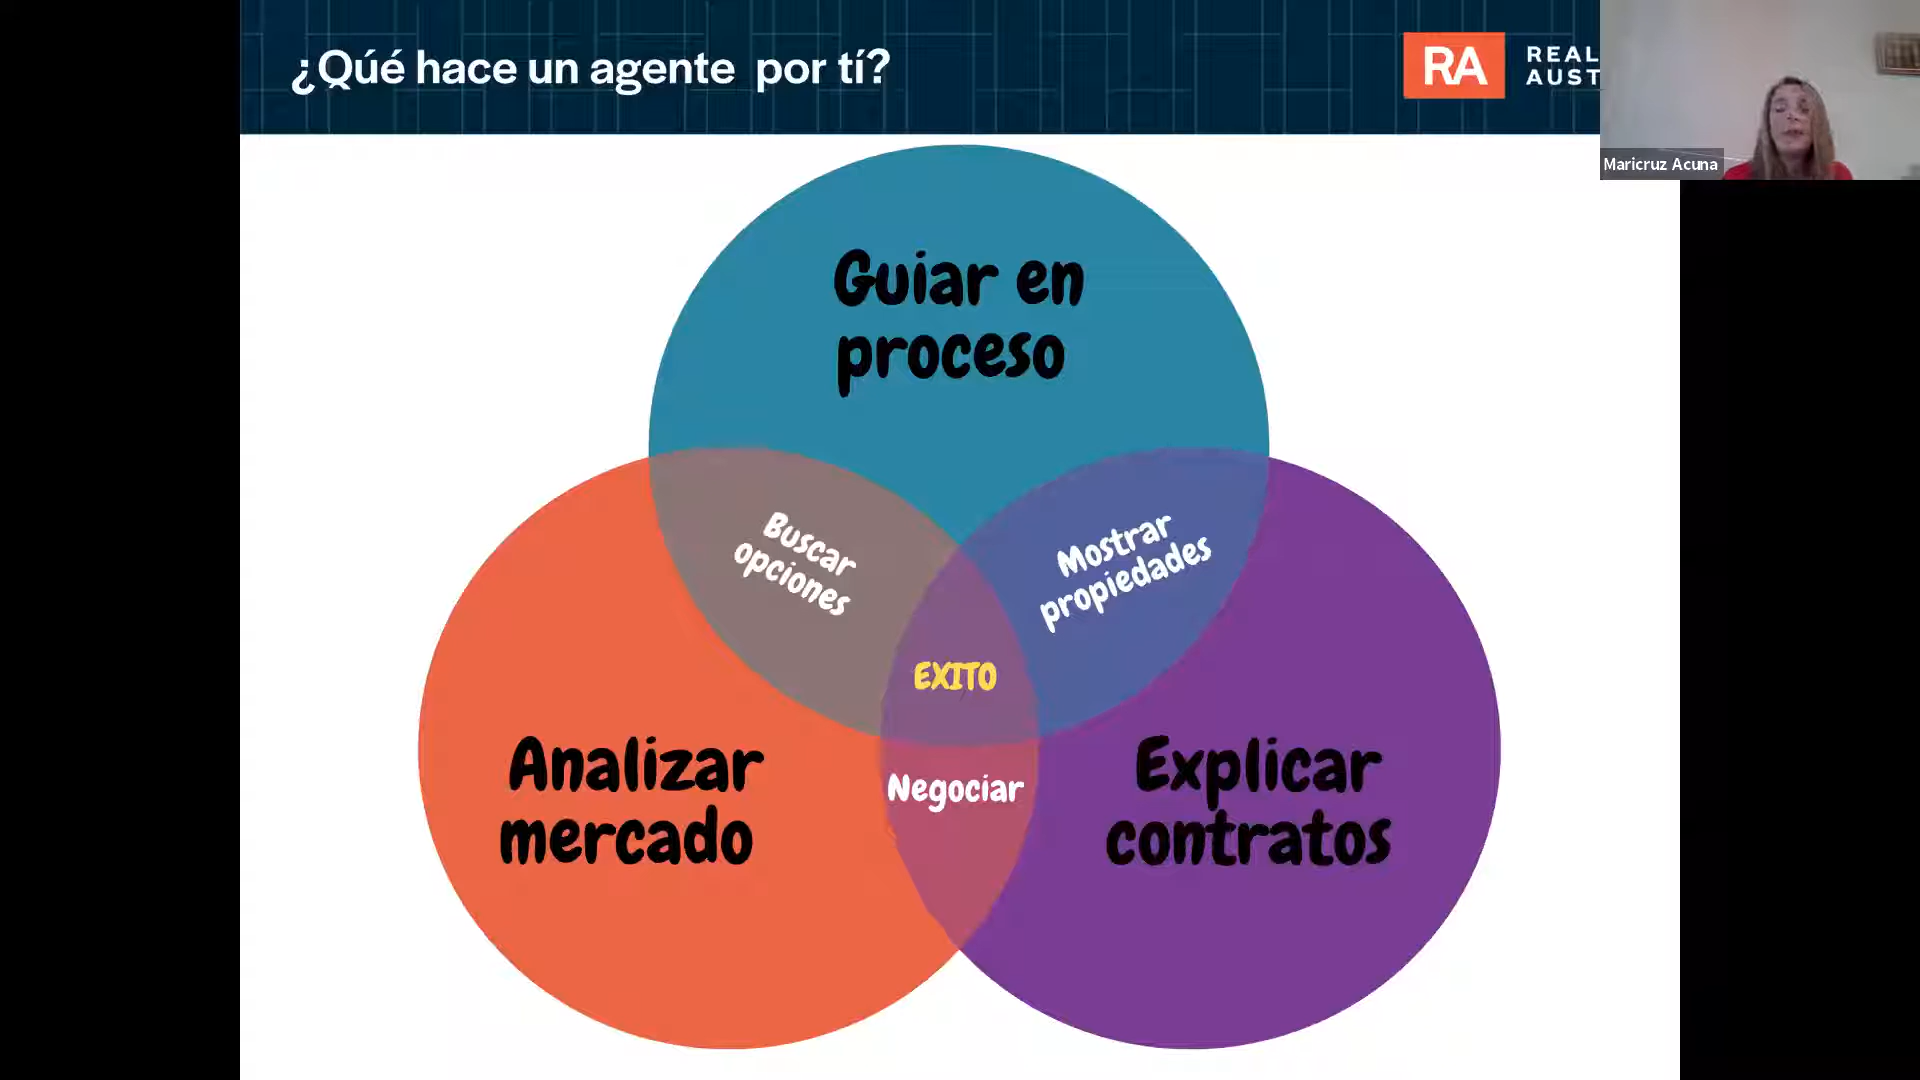 ¿Qúé hace un agente por tí?
RA
REAL
AUST
Maricruz Acuna
Guiar en
proceso
Buscar
opciones
Mostrar
propiedades
EXITO
Negociar
Analizar
mercado
Explicar
contratos